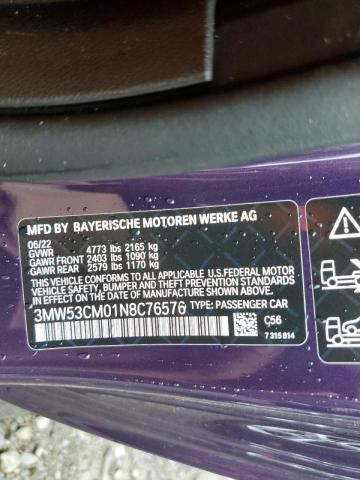 MFD BY BAYERISCHE MOTOREN WERKE AG
06/22
GVWR 4773 lbs 2165 kg
GAWR FRONT 2403 lbs 1090 kg
GAWR REAR 2579 lbs 1170 kg
THIS VEHICLE CONFORMS TO ALL APPLICABLE U.S.FEDERAL MOTOR
VEHICLE SAFETY, BUMPER AND THEFT PREVENTION STANDARDS
IN EFFECT ON THE DATE OF MANUFACTURE SHOWN ABOVE.
3MW53CM01N8C76576 TYPE: PASSENGER CAR
C56
7 315 814